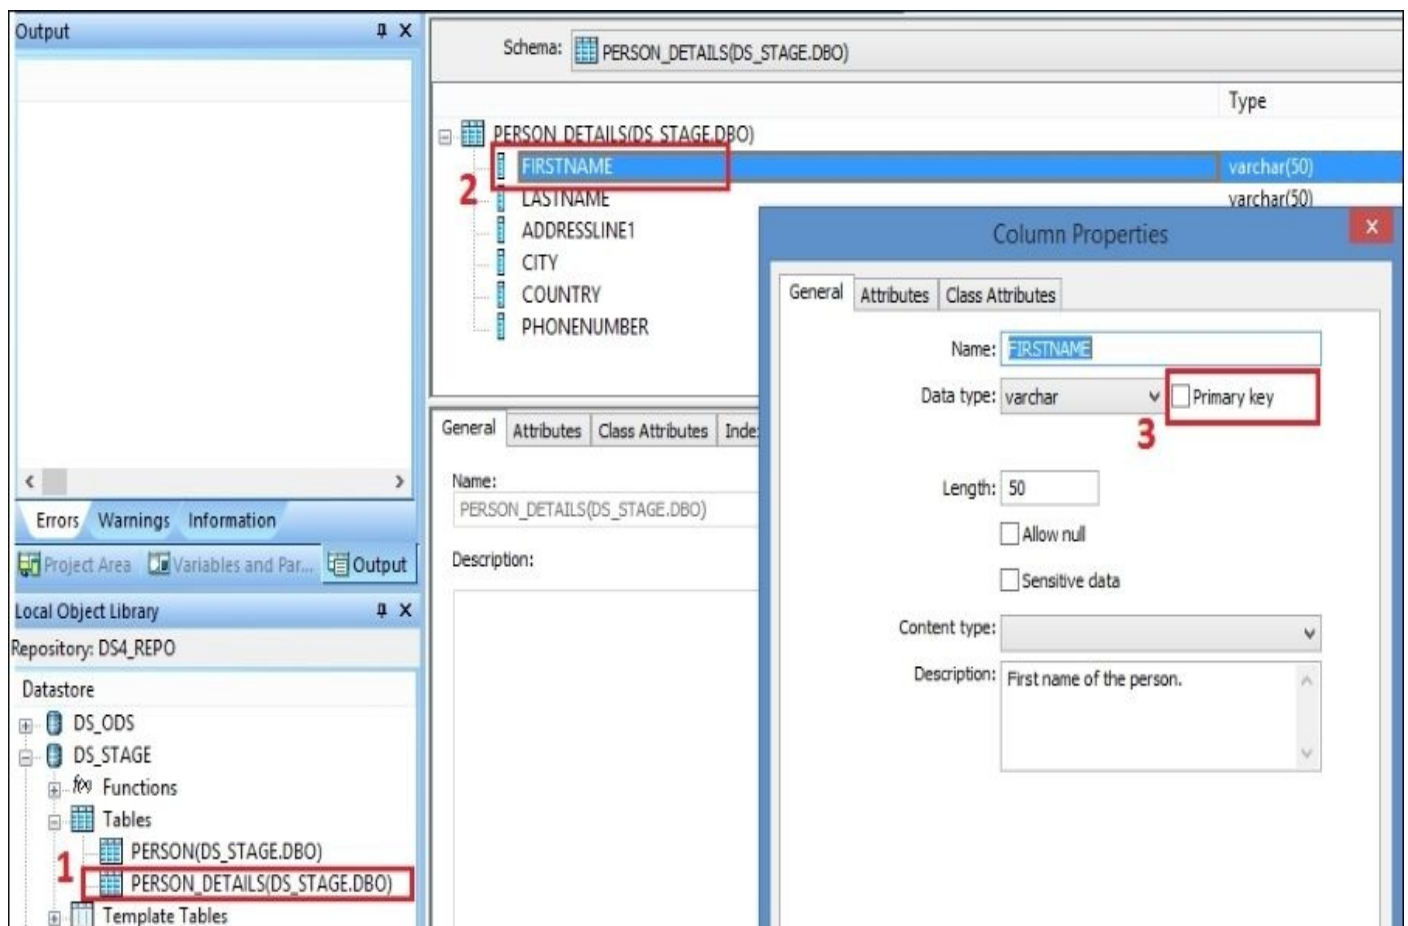 Output
Errors Warnings Information
Project Area Variables and Par... Output
Local Object Library
Repository: DS4_REPO
Datastore
DS_ODS
DS_STAGE
f(x) Functions
Tables
PERSON(DS_STAGE.DBO)
1
PERSON_DETAILS(DS_STAGE.DBO)
Template Tables
Schema: PERSON_DETAILS(DS_STAGE.DBO)
Type
PERSON_DETAILS(DS_STAGE.DBO)
FIRSTNAME varchar(50)
2
LASTNAME varchar(50)
ADDRESSLINE1
CITY
COUNTRY
PHONENUMBER
General Attributes Class Attributes
Name:
PERSON_DETAILS(DS_STAGE.DBO)
Description:
Column Properties
General Attributes Class Attributes
Name: FIRSTNAME
Data type: varchar Primary key
3
Length: 50
Allow null
Sensitive data
Content type:
Description: First name of the person.